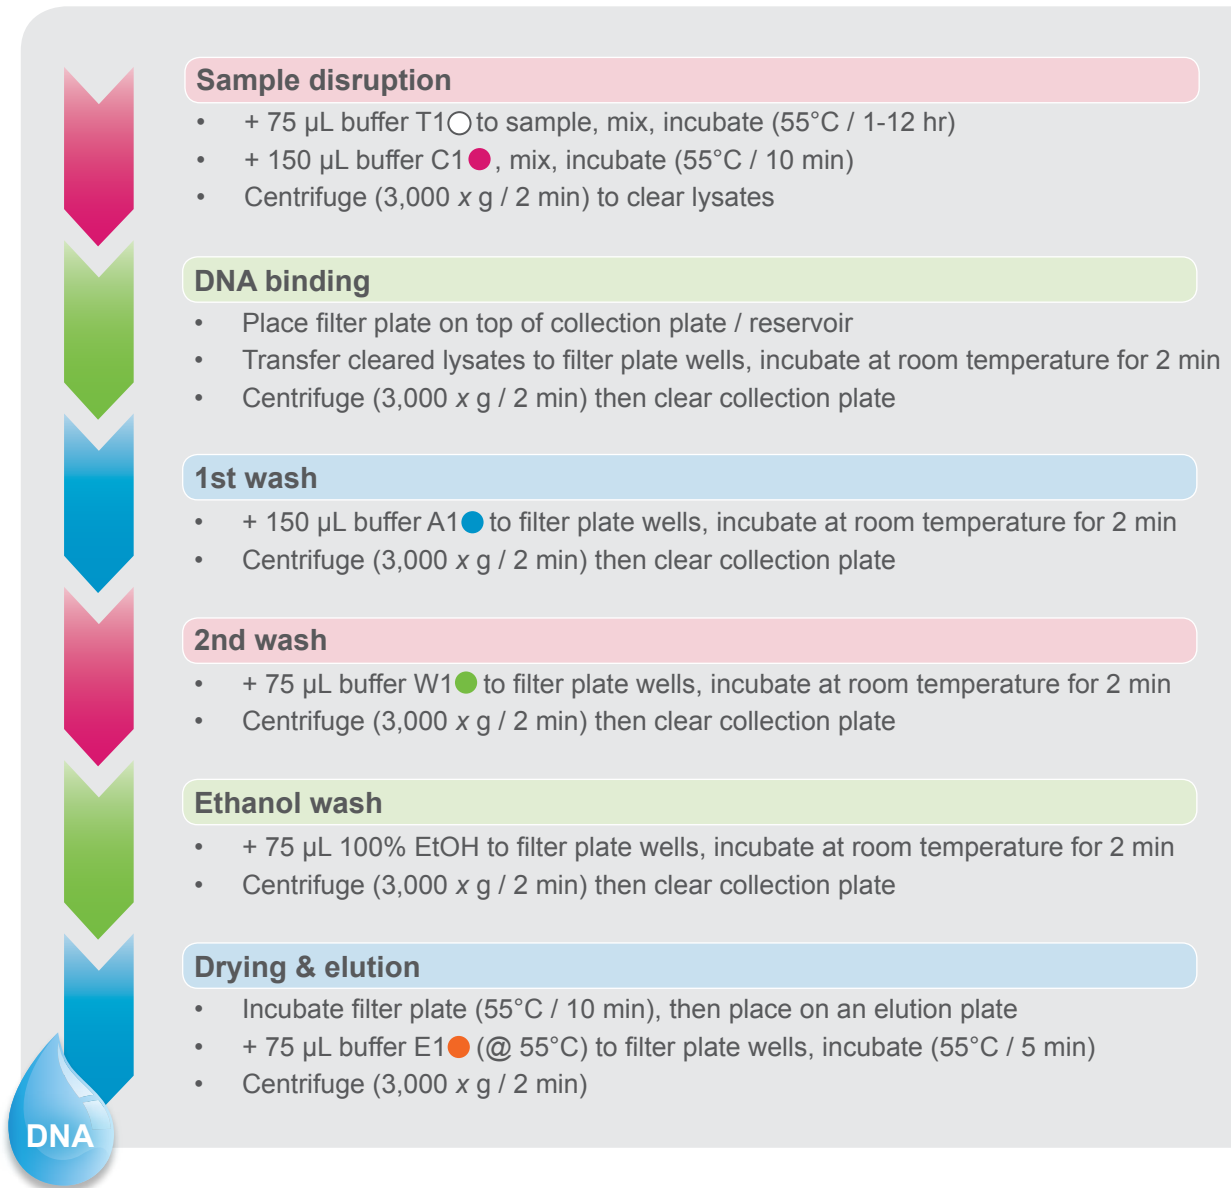 Sample disruption
• + 75 µL buffer T1 to sample, mix, incubate (55°C / 1-12 hr)
• + 150 µL buffer C1 , mix, incubate (55°C / 10 min)
• Centrifuge (3,000 x g / 2 min) to clear lysates
DNA binding
• Place filter plate on top of collection plate / reservoir
• Transfer cleared lysates to filter plate wells, incubate at room temperature for 2 min
• Centrifuge (3,000 x g / 2 min) then clear collection plate
1st wash
• + 150 µL buffer A1 to filter plate wells, incubate at room temperature for 2 min
• Centrifuge (3,000 x g / 2 min) then clear collection plate
2nd wash
• + 75 µL buffer W1 to filter plate wells, incubate at room temperature for 2 min
• Centrifuge (3,000 x g / 2 min) then clear collection plate
Ethanol wash
• + 75 µL 100% EtOH to filter plate wells, incubate at room temperature for 2 min
• Centrifuge (3,000 x g / 2 min) then clear collection plate
Drying & elution
• Incubate filter plate (55°C / 10 min), then place on an elution plate
• + 75 µL buffer E1 (@ 55°C) to filter plate wells, incubate (55°C / 5 min)
• Centrifuge (3,000 x g / 2 min)
DNA